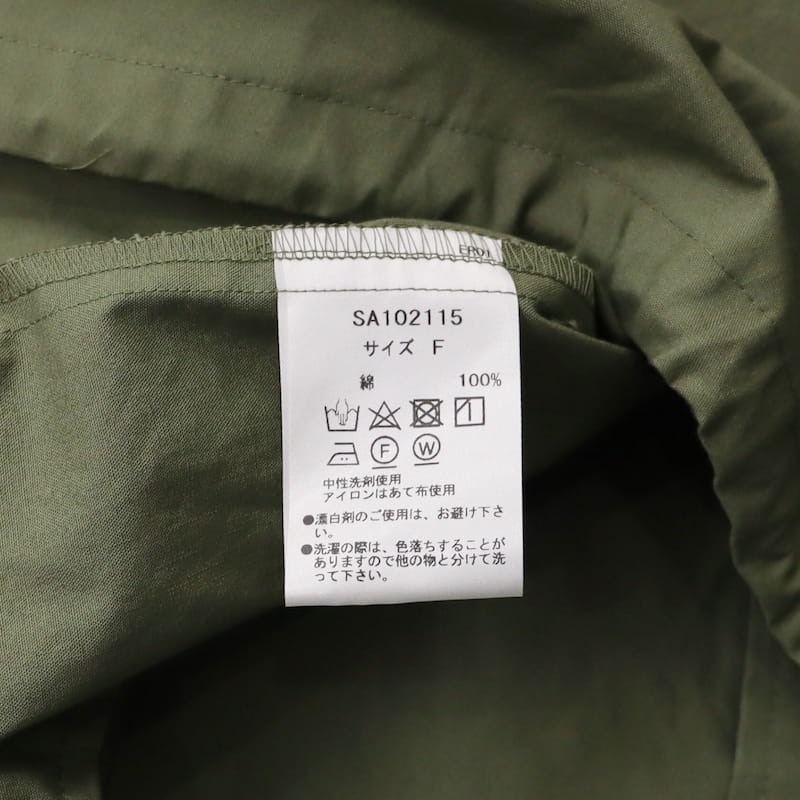 ER01
SA102115
サイズ F
綿 100%
F W
中性洗剤使用
アイロンはあて布使用
●漂白剤のご使用は、お避け下さ
い。
●洗濯の際は、色落ちすることが
ありますので他の物と分けて洗
って下さい。